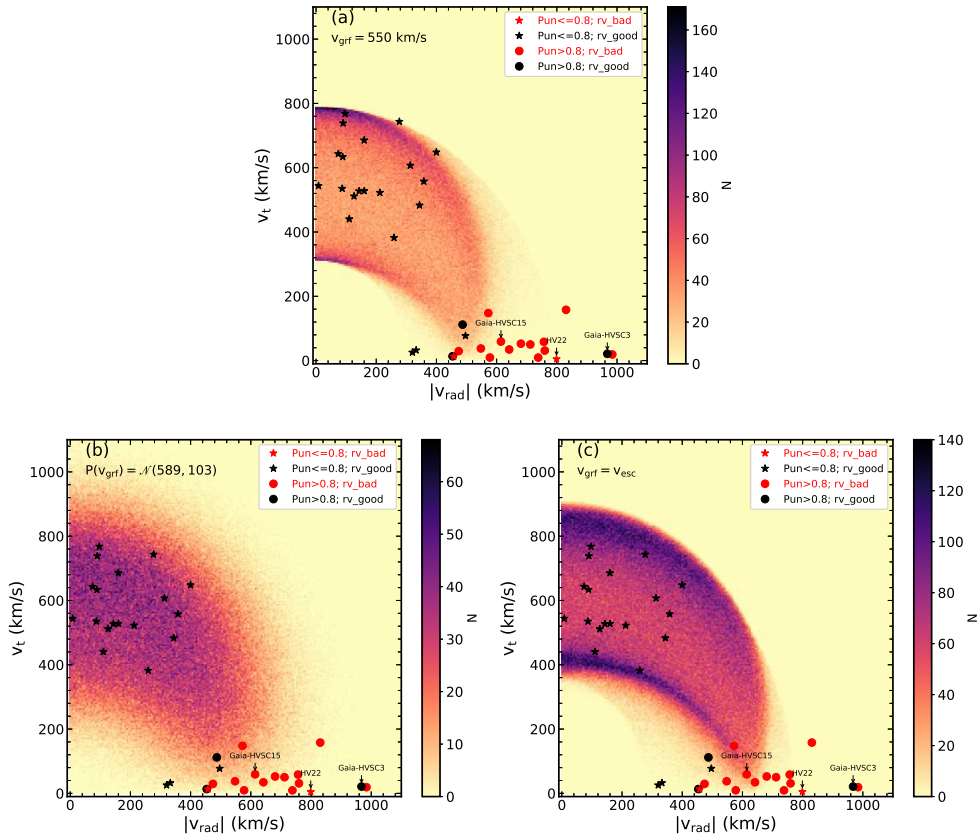 (a)
v_grf = 550 km/s
Pun<=0.8; rv_bad
Pun<=0.8; rv_good
Pun>0.8; rv_bad
Pun>0.8; rv_good
Gaia-HVSC15
HV22
Gaia-HVSC3
1000
800
600
400
200
0
v_t (km/s)
0 200 400 600 800 1000
|v_rad| (km/s)
160
140
120
100
80
60
40
20
0
N
(b)
P(v_grf) = 𝒩(589, 103)
Pun<=0.8; rv_bad
Pun<=0.8; rv_good
Pun>0.8; rv_bad
Pun>0.8; rv_good
Gaia-HVSC15
HV22
Gaia-HVSC3
1000
800
600
400
200
0
v_t (km/s)
0 200 400 600 800 1000
|v_rad| (km/s)
60
50
40
30
20
10
0
N
(c)
v_grf = v_esc
Pun<=0.8; rv_bad
Pun<=0.8; rv_good
Pun>0.8; rv_bad
Pun>0.8; rv_good
Gaia-HVSC15
HV22
Gaia-HVSC3
1000
800
600
400
200
0
v_t (km/s)
0 200 400 600 800 1000
|v_rad| (km/s)
140
120
100
80
60
40
20
0
N